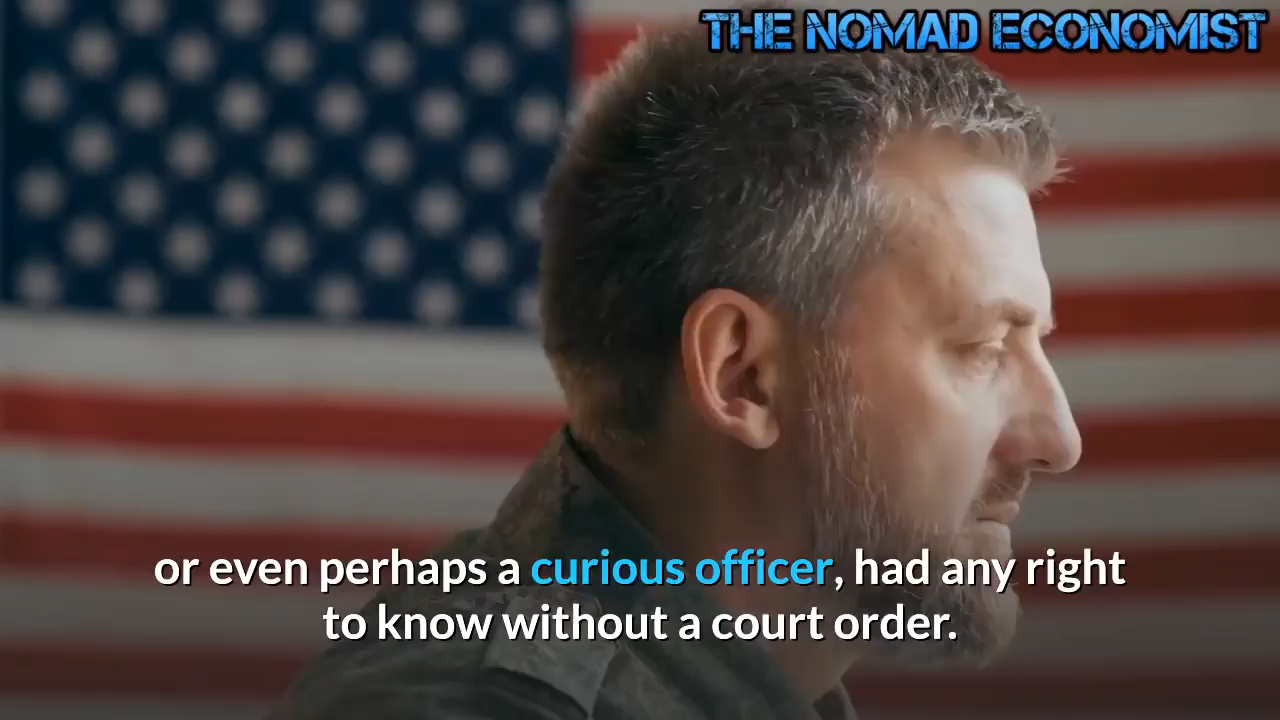 THE NOMAD ECONOMIST
or even perhaps a curious officer, had any right
to know without a court order.